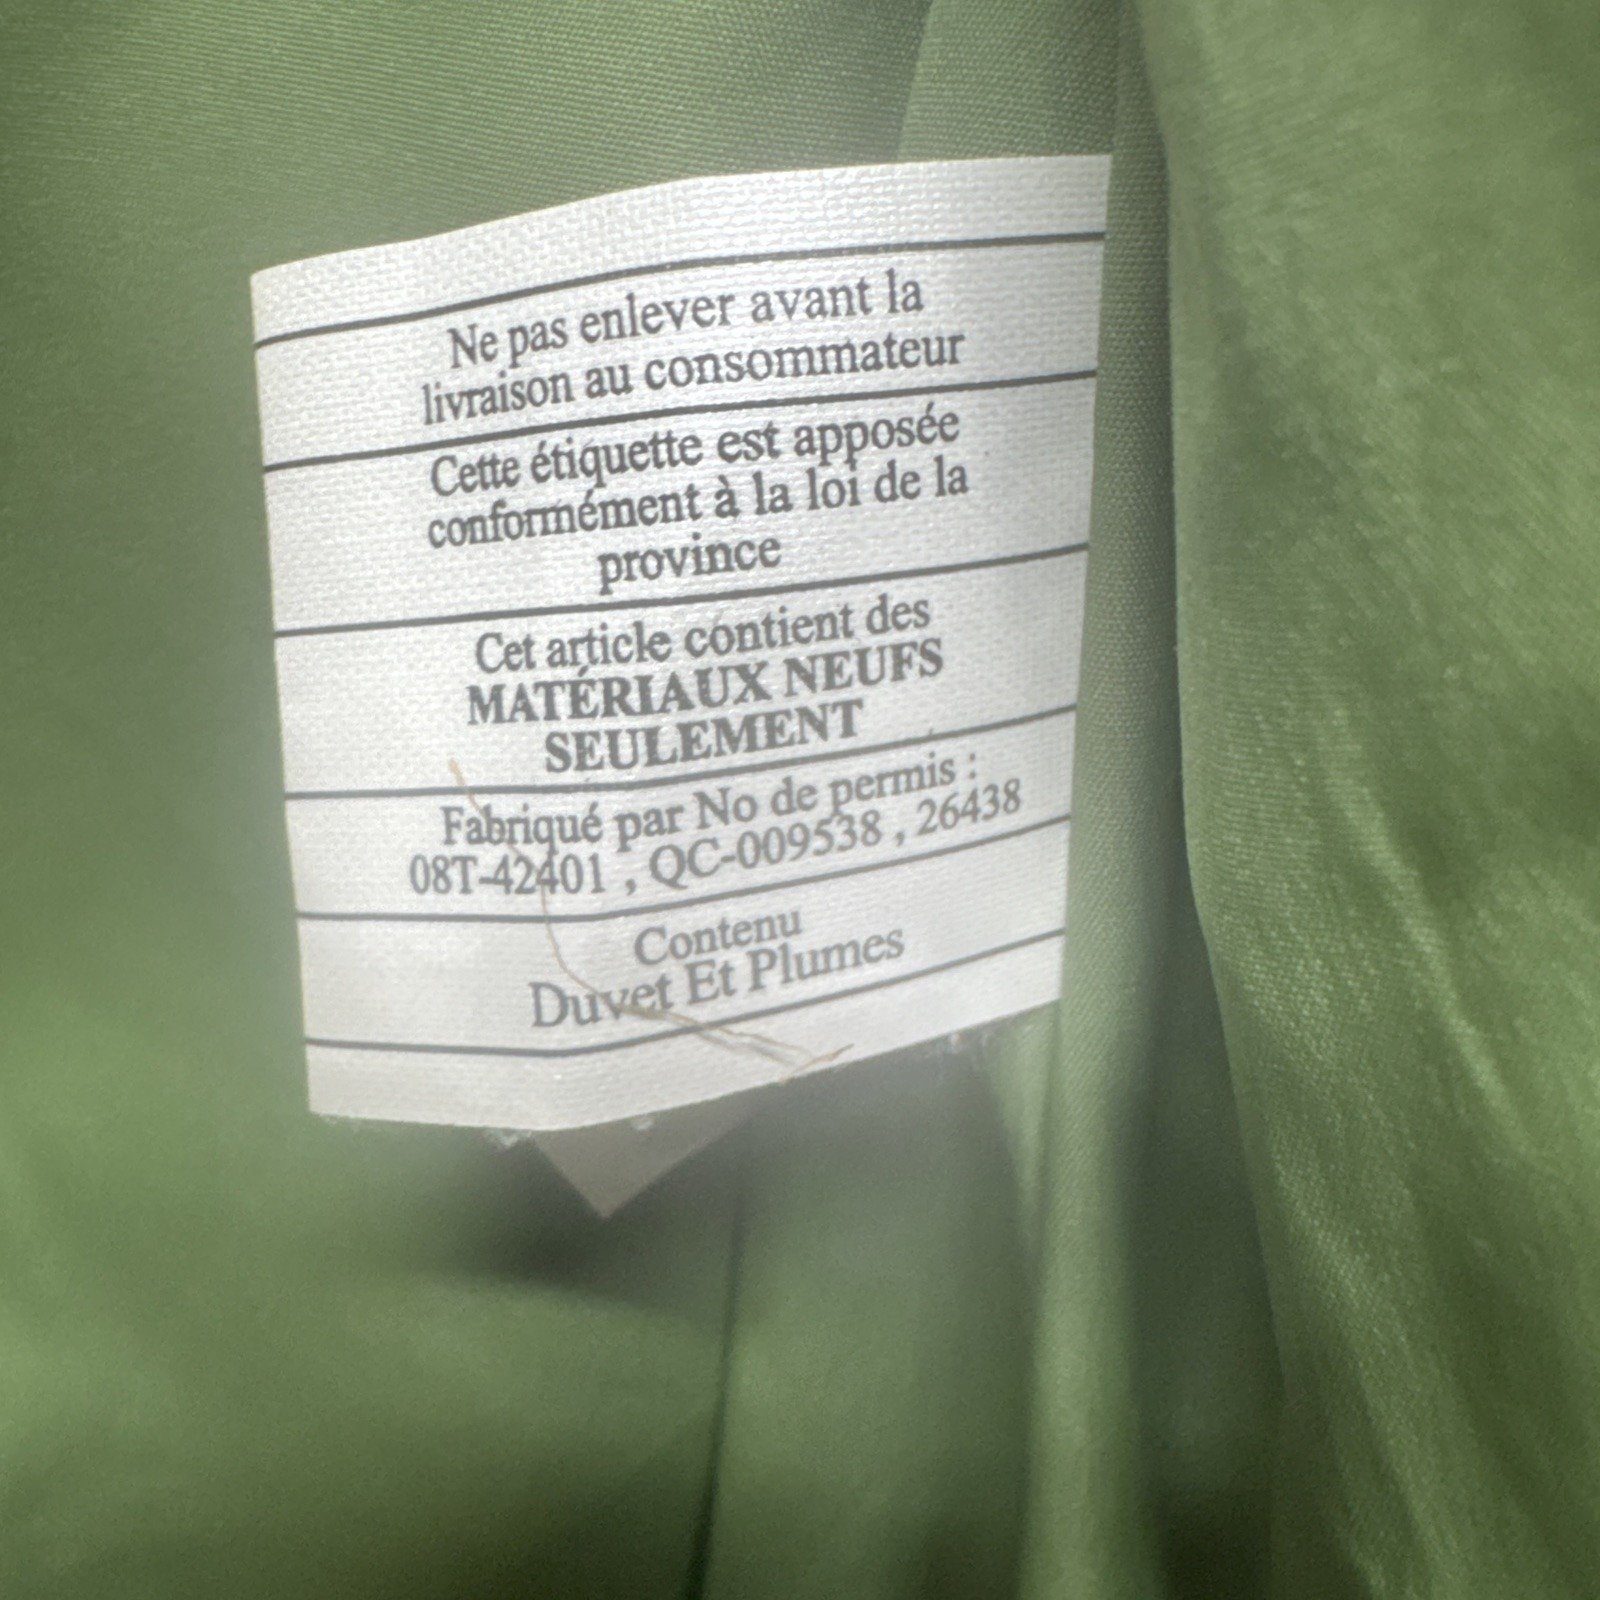 Ne pas enlever avant la
livraison au consommateur
Cette étiquette est apposée
conformément à la loi de la
province
Cet article contient des
MATÉRIAUX NEUFS
SEULEMENT
Fabriqué par No de permis :
08T-42401 , QC-009538 , 26438
Contenu
Duvet Et Plumes